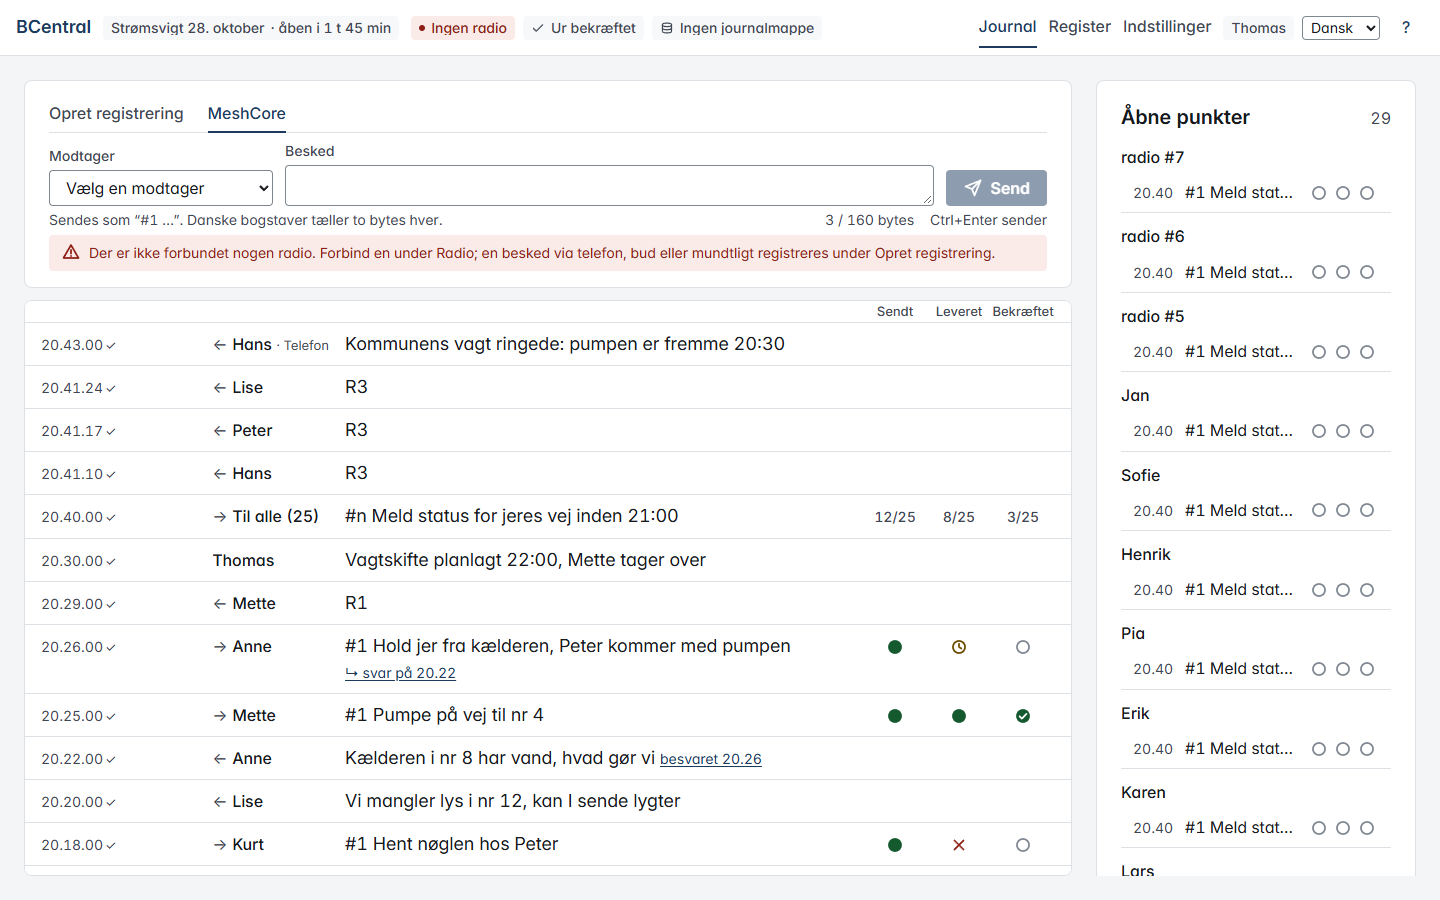 BCentral Strømsvigt 28. oktober · åben i 1 t 45 min Ingen radio Ur bekræftet Ingen journalmappe Journal Register Indstillinger Thomas Dansk ?
Opret registrering MeshCore
Modtager Besked
Vælg en modtager Send
Sendes som “#1 …”. Danske bogstaver tæller to bytes hver. 3 / 160 bytes Ctrl+Enter sender
Der er ikke forbundet nogen radio. Forbind en under Radio; en besked via telefon, bud eller mundtligt registreres under Opret registrering.
Sendt Leveret Bekræftet
20.43.00 ← Hans · Telefon Kommunens vagt ringede: pumpen er fremme 20:30
20.41.24 ← Lise R3
20.41.17 ← Peter R3
20.41.10 ← Hans R3
20.40.00 → Til alle (25) #n Meld status for jeres vej inden 21:00 12/25 8/25 3/25
20.30.00 Thomas Vagtskifte planlagt 22:00, Mette tager over
20.29.00 ← Mette R1
20.26.00 → Anne #1 Hold jer fra kælderen, Peter kommer med pumpen
↪ svar på 20.22
20.25.00 → Mette #1 Pumpe på vej til nr 4
20.22.00 ← Anne Kælderen i nr 8 har vand, hvad gør vi besvaret 20.26
20.20.00 ← Lise Vi mangler lys i nr 12, kan I sende lygter
20.18.00 → Kurt #1 Hent nøglen hos Peter
Åbne punkter 29
radio #7
20.40 #1 Meld stat…
radio #6
20.40 #1 Meld stat…
radio #5
20.40 #1 Meld stat…
Jan
20.40 #1 Meld stat…
Sofie
20.40 #1 Meld stat…
Henrik
20.40 #1 Meld stat…
Pia
20.40 #1 Meld stat…
Erik
20.40 #1 Meld stat…
Karen
20.40 #1 Meld stat…
Lars